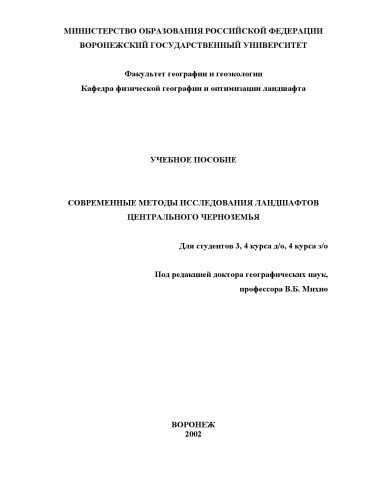 МИНИСТЕРСТВО ОБРАЗОВАНИЯ РОССИЙСКОЙ ФЕДЕРАЦИИ
ВОРОНЕЖСКИЙ ГОСУДАРСТВЕННЫЙ УНИВЕРСИТЕТ
Факультет географии и геоэкологии
Кафедра физической географии и оптимизации ландшафта
УЧЕБНОЕ ПОСОБИЕ
СОВРЕМЕННЫЕ МЕТОДЫ ИССЛЕДОВАНИЯ ЛАНДШАФТОВ
ЦЕНТРАЛЬНОГО ЧЕРНОЗЕМЬЯ
Для студентов 3, 4 курса д/о, 4 курса з/о
Под редакцией доктора географических наук,
профессора В.Б. Михно
ВОРОНЕЖ
2002